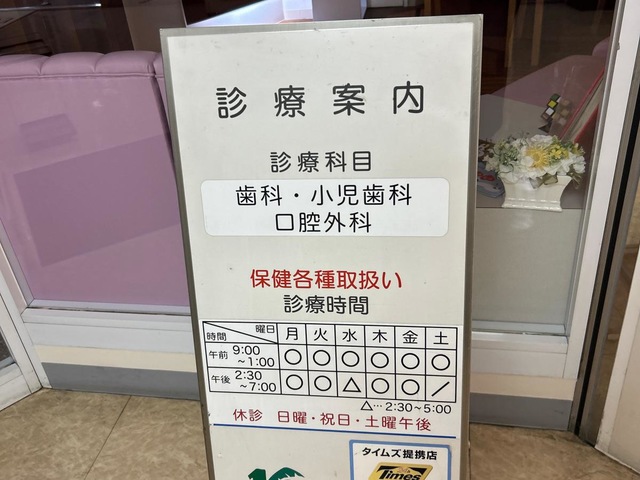 診療案内
診療科目
歯科・小児歯科
口腔外科
保健各種取扱い
診療時間
時間 曜日 月 火 水 木 金 土
午前 9:00～1:00 ○ ○ ○ ○ ○ ○
午後 2:30～7:00 ○ ○ △ ○ ○ ／
△…2:30～5:00
休診 日曜・祝日・土曜午後
タイムズ提携店
Times